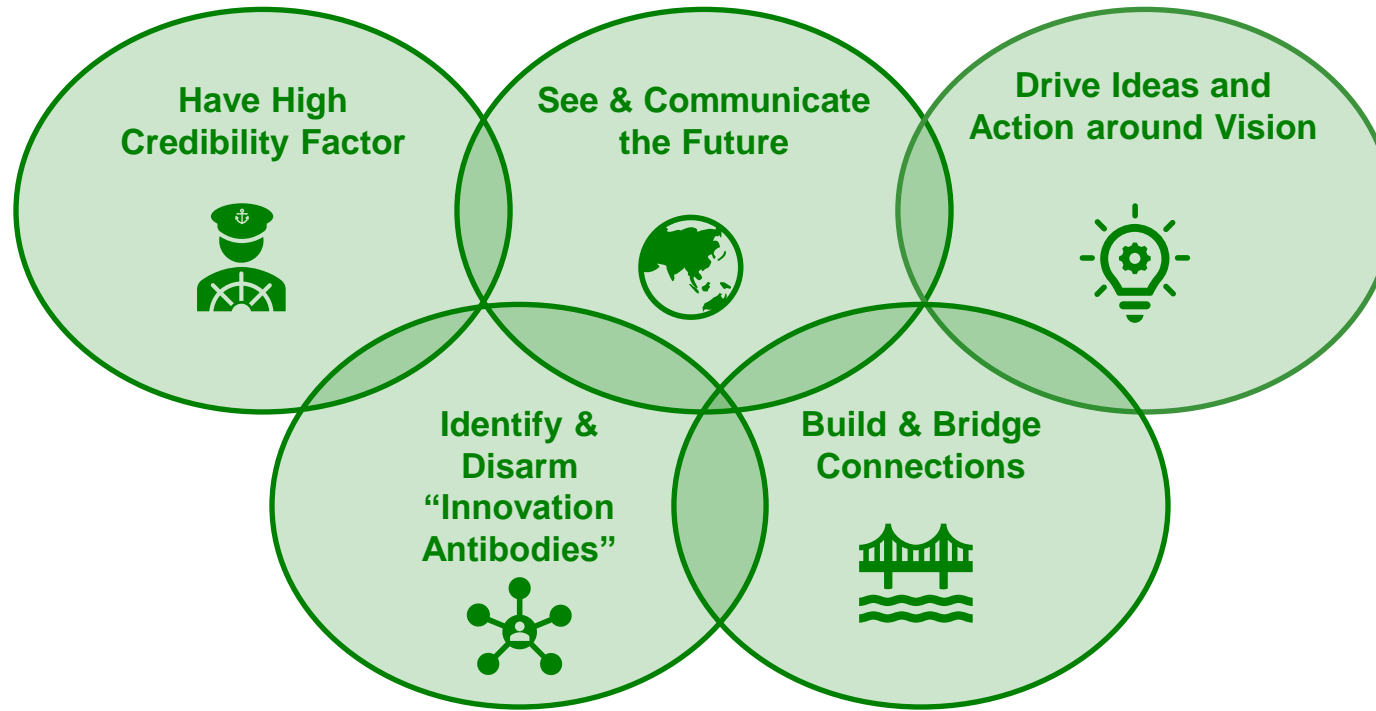 Have High
Credibility Factor
See & Communicate
the Future
Drive Ideas and
Action around Vision
Identify &
Disarm
“Innovation
Antibodies”
Build & Bridge
Connections